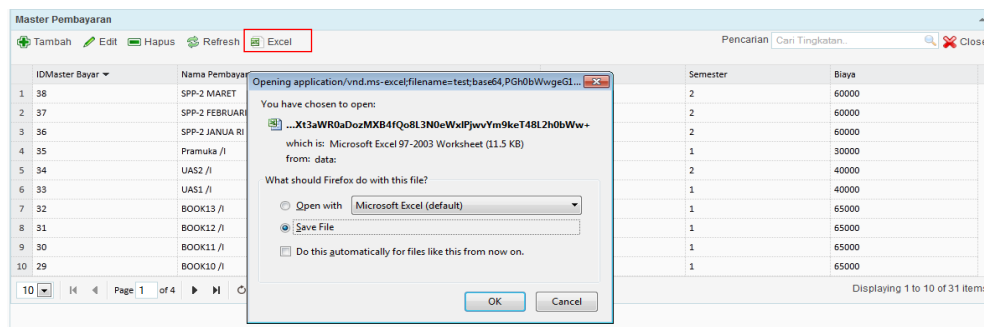 Master Pembayaran
Tambah Edit Hapus Refresh Excel Pencarian Cari Tingkatan.. Close
IDMaster Bayar Nama Pembayar Semester Biaya
1 38 SPP-2 MARET 2 60000
2 37 SPP-2 FEBRUARI 2 60000
3 36 SPP-2 JANUA RI 2 60000
4 35 Pramuka /I 1 30000
5 34 UAS2 /I 2 40000
6 33 UAS1 /I 1 40000
7 32 BOOK13 /I 1 65000
8 31 BOOK12 /I 1 65000
9 30 BOOK11 /I 1 65000
10 29 BOOK10 /I 1 65000
10 Page 1 of 4 Displaying 1 to 10 of 31 items
Opening application/vnd.ms-excel;filename=test;base64,PGh0bWwgeG1...
You have chosen to open:
...Xt3aWR0aDozMXB4fQo8L3N0eWxlPjwvYm9keT48L2h0bWw+
which is: Microsoft Excel 97-2003 Worksheet (11.5 KB)
from: data:
What should Firefox do with this file?
Open with Microsoft Excel (default)
Save File
Do this automatically for files like this from now on.
OK Cancel